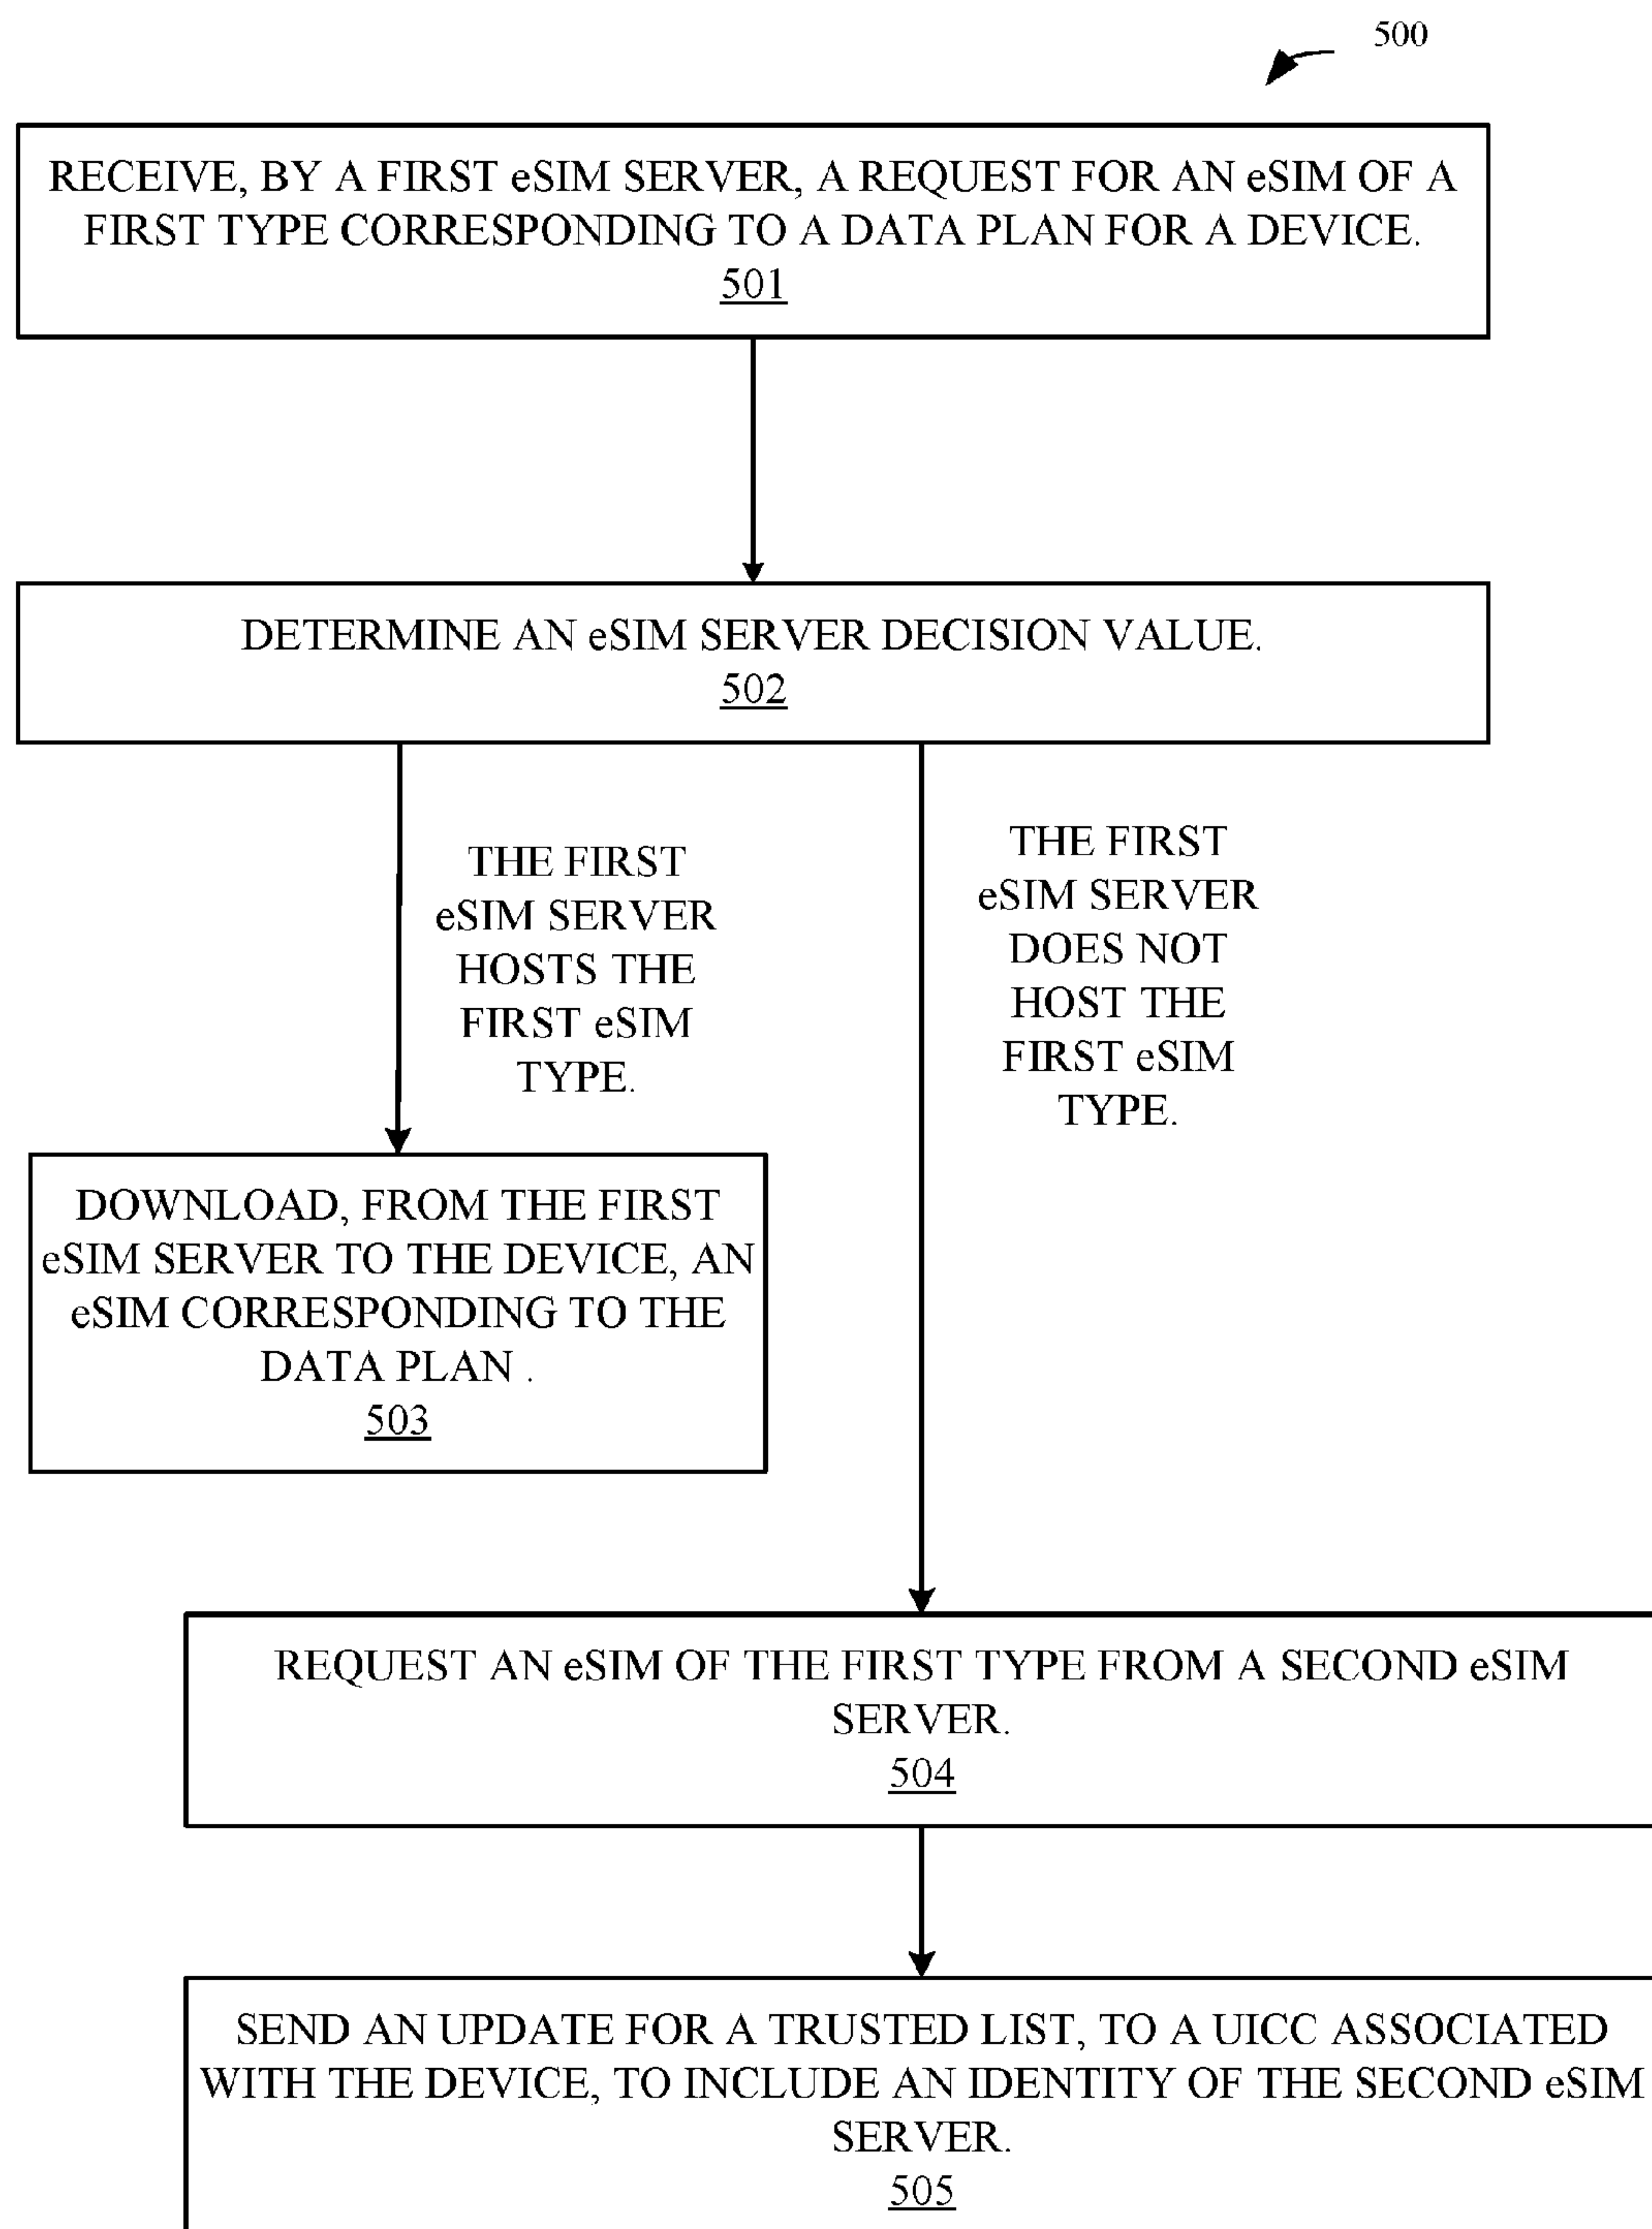 500
RECEIVE, BY A FIRST eSIM SERVER, A REQUEST FOR AN eSIM OF A
FIRST TYPE CORRESPONDING TO A DATA PLAN FOR A DEVICE.
501
DETERMINE AN eSIM SERVER DECISION VALUE.
502
THE FIRST
eSIM SERVER
HOSTS THE
FIRST eSIM
TYPE.
THE FIRST
eSIM SERVER
DOES NOT
HOST THE
FIRST eSIM
TYPE.
DOWNLOAD, FROM THE FIRST
eSIM SERVER TO THE DEVICE, AN
eSIM CORRESPONDING TO THE
DATA PLAN .
503
REQUEST AN eSIM OF THE FIRST TYPE FROM A SECOND eSIM
SERVER.
504
SEND AN UPDATE FOR A TRUSTED LIST, TO A UICC ASSOCIATED
WITH THE DEVICE, TO INCLUDE AN IDENTITY OF THE SECOND eSIM
SERVER.
505